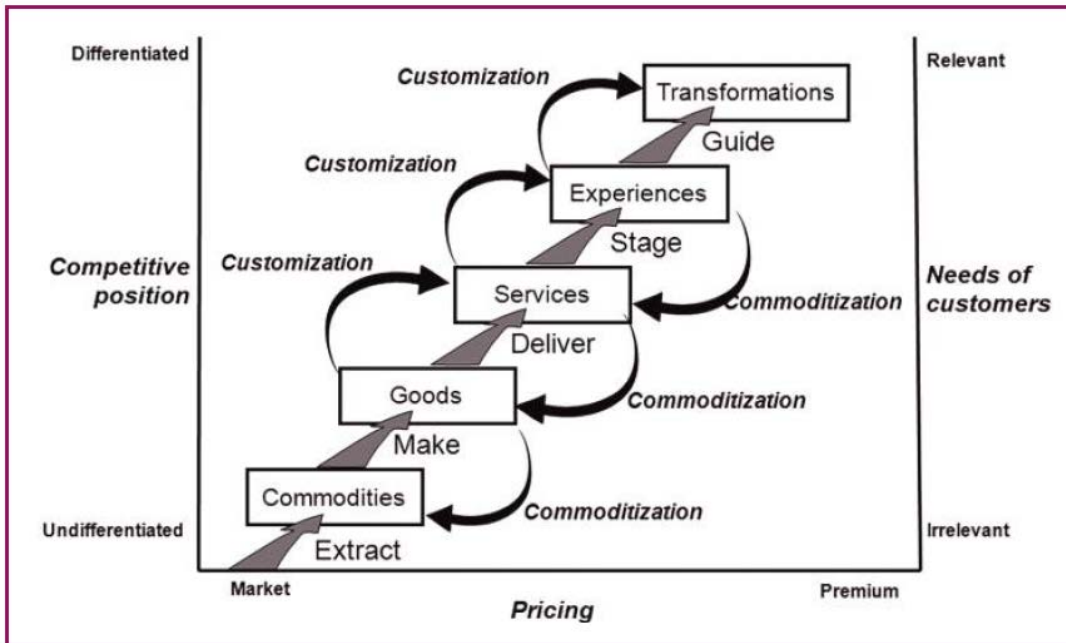 Differentiated
Relevant
Customization
Transformations
Guide
Customization
Experiences
Stage
Competitive
position
Needs of
customers
Customization
Services
Commoditization
Deliver
Goods
Commoditization
Make
Commodities
Commoditization
Undifferentiated
Irrelevant
Extract
Market
Premium
Pricing